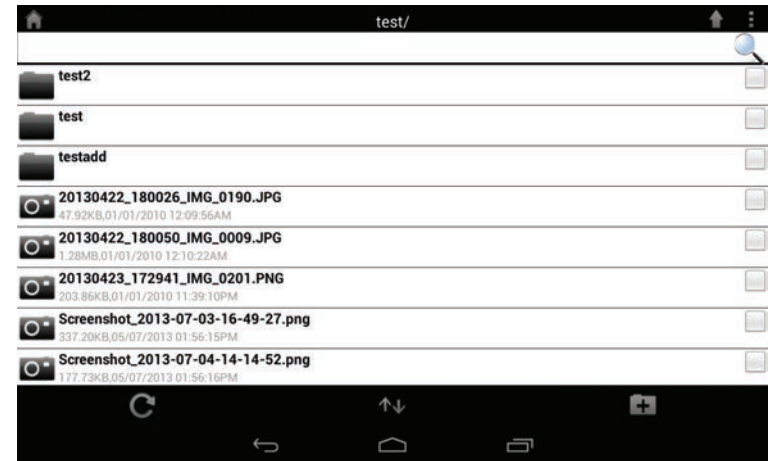 test/
test2
test
testadd
20130422_180026_IMG_0190.JPG
47.92KB,01/01/2010 12:09:56AM
20130422_180050_IMG_0009.JPG
1.28MB,01/01/2010 12:10:22AM
20130423_172941_IMG_0201.PNG
203.86KB,01/01/2010 11:39:10PM
Screenshot_2013-07-03-16-49-27.png
337.20KB,05/07/2013 01:56:15PM
Screenshot_2013-07-04-14-14-52.png
177.73KB,05/07/2013 01:56:16PM